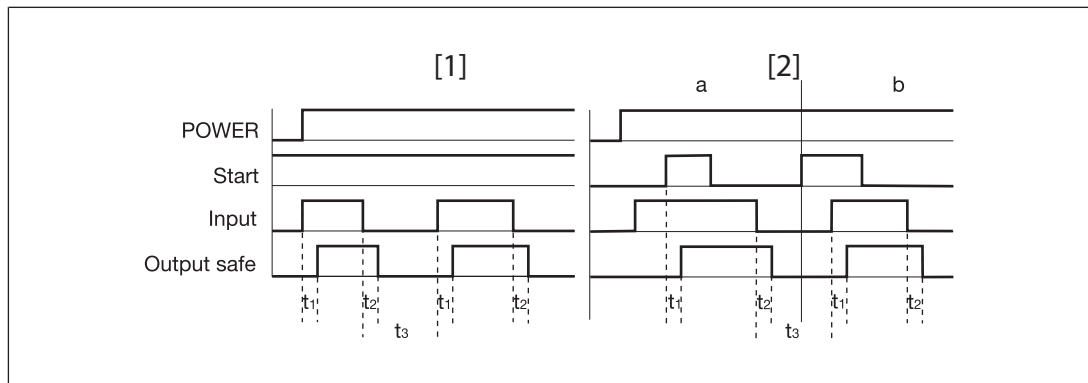 [1] [2]
a b
POWER
Start
Input
Output safe
t1 t2 t1 t2 t1 t2 t1 t2
t3 t3